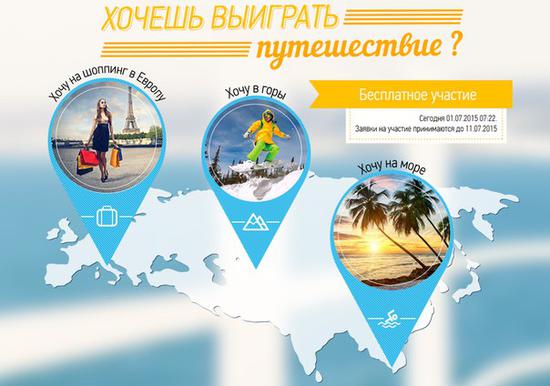 ХОЧЕШЬ ВЫИГРАТЬ
путешествие?
Хочу на шоппинг в Европу
Хочу в горы
Бесплатное участие
Сегодня 01.07.2015 07:22.
Заявки на участие принимаются до 11.07.2015
Хочу на море